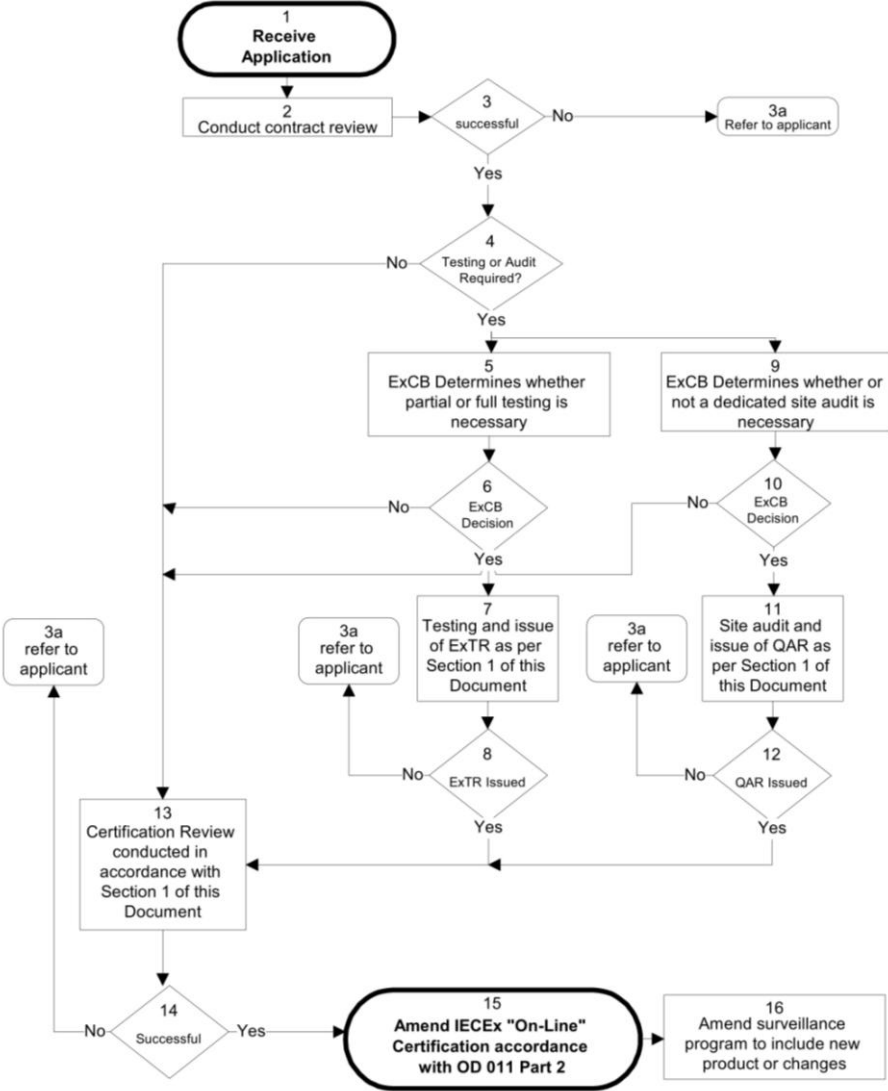 1
Receive
Application
2
Conduct contract review
3
successful
No
3a
Refer to applicant
Yes
4
Testing or Audit
Required?
No
Yes
5
ExCB Determines whether
partial or full testing is
necessary
9
ExCB Determines whether or
not a dedicated site audit is
necessary
6
ExCB
Decision
No
10
ExCB
Decision
No
Yes
Yes
3a
refer to
applicant
3a
refer to
applicant
7
Testing and issue
of ExTR as per
Section 1 of this
Document
3a
refer to
applicant
11
Site audit and
issue of QAR as
per Section 1 of
this Document
8
ExTR Issued
No
12
QAR Issued
No
Yes
Yes
13
Certification Review
conducted in
accordance with
Section 1 of this
Document
14
Successful
No
Yes
15
Amend IECEx "On-Line"
Certification accordance
with OD 011 Part 2
16
Amend surveillance
program to include new
product or changes